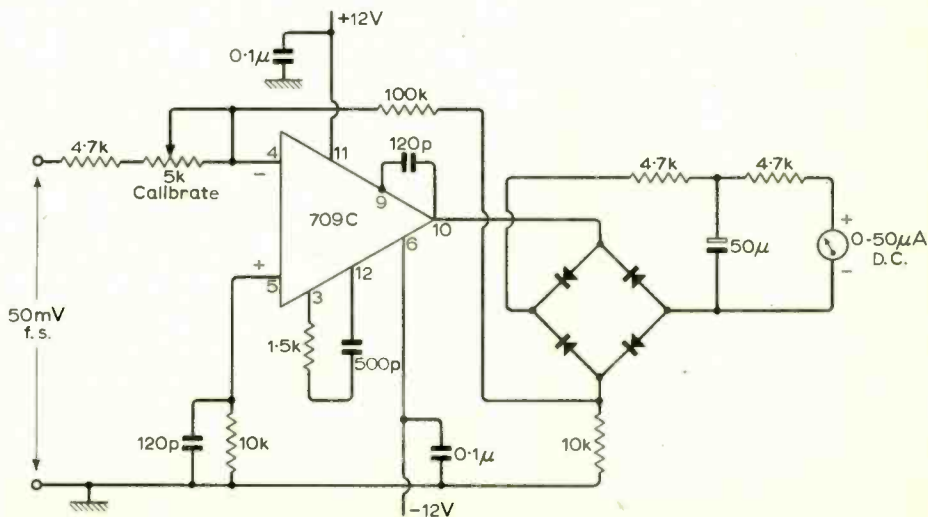 +12V
0·1μ
100k
4·7k
5k
Calibrate
4
−
11
120p
9
709C
10
6
4·7k
4·7k
+
0-50μA
D.C.
−
50μ
+
5
3
12
1·5k
500p
50mV
f.s.
120p
10k
0·1μ
10k
−12V